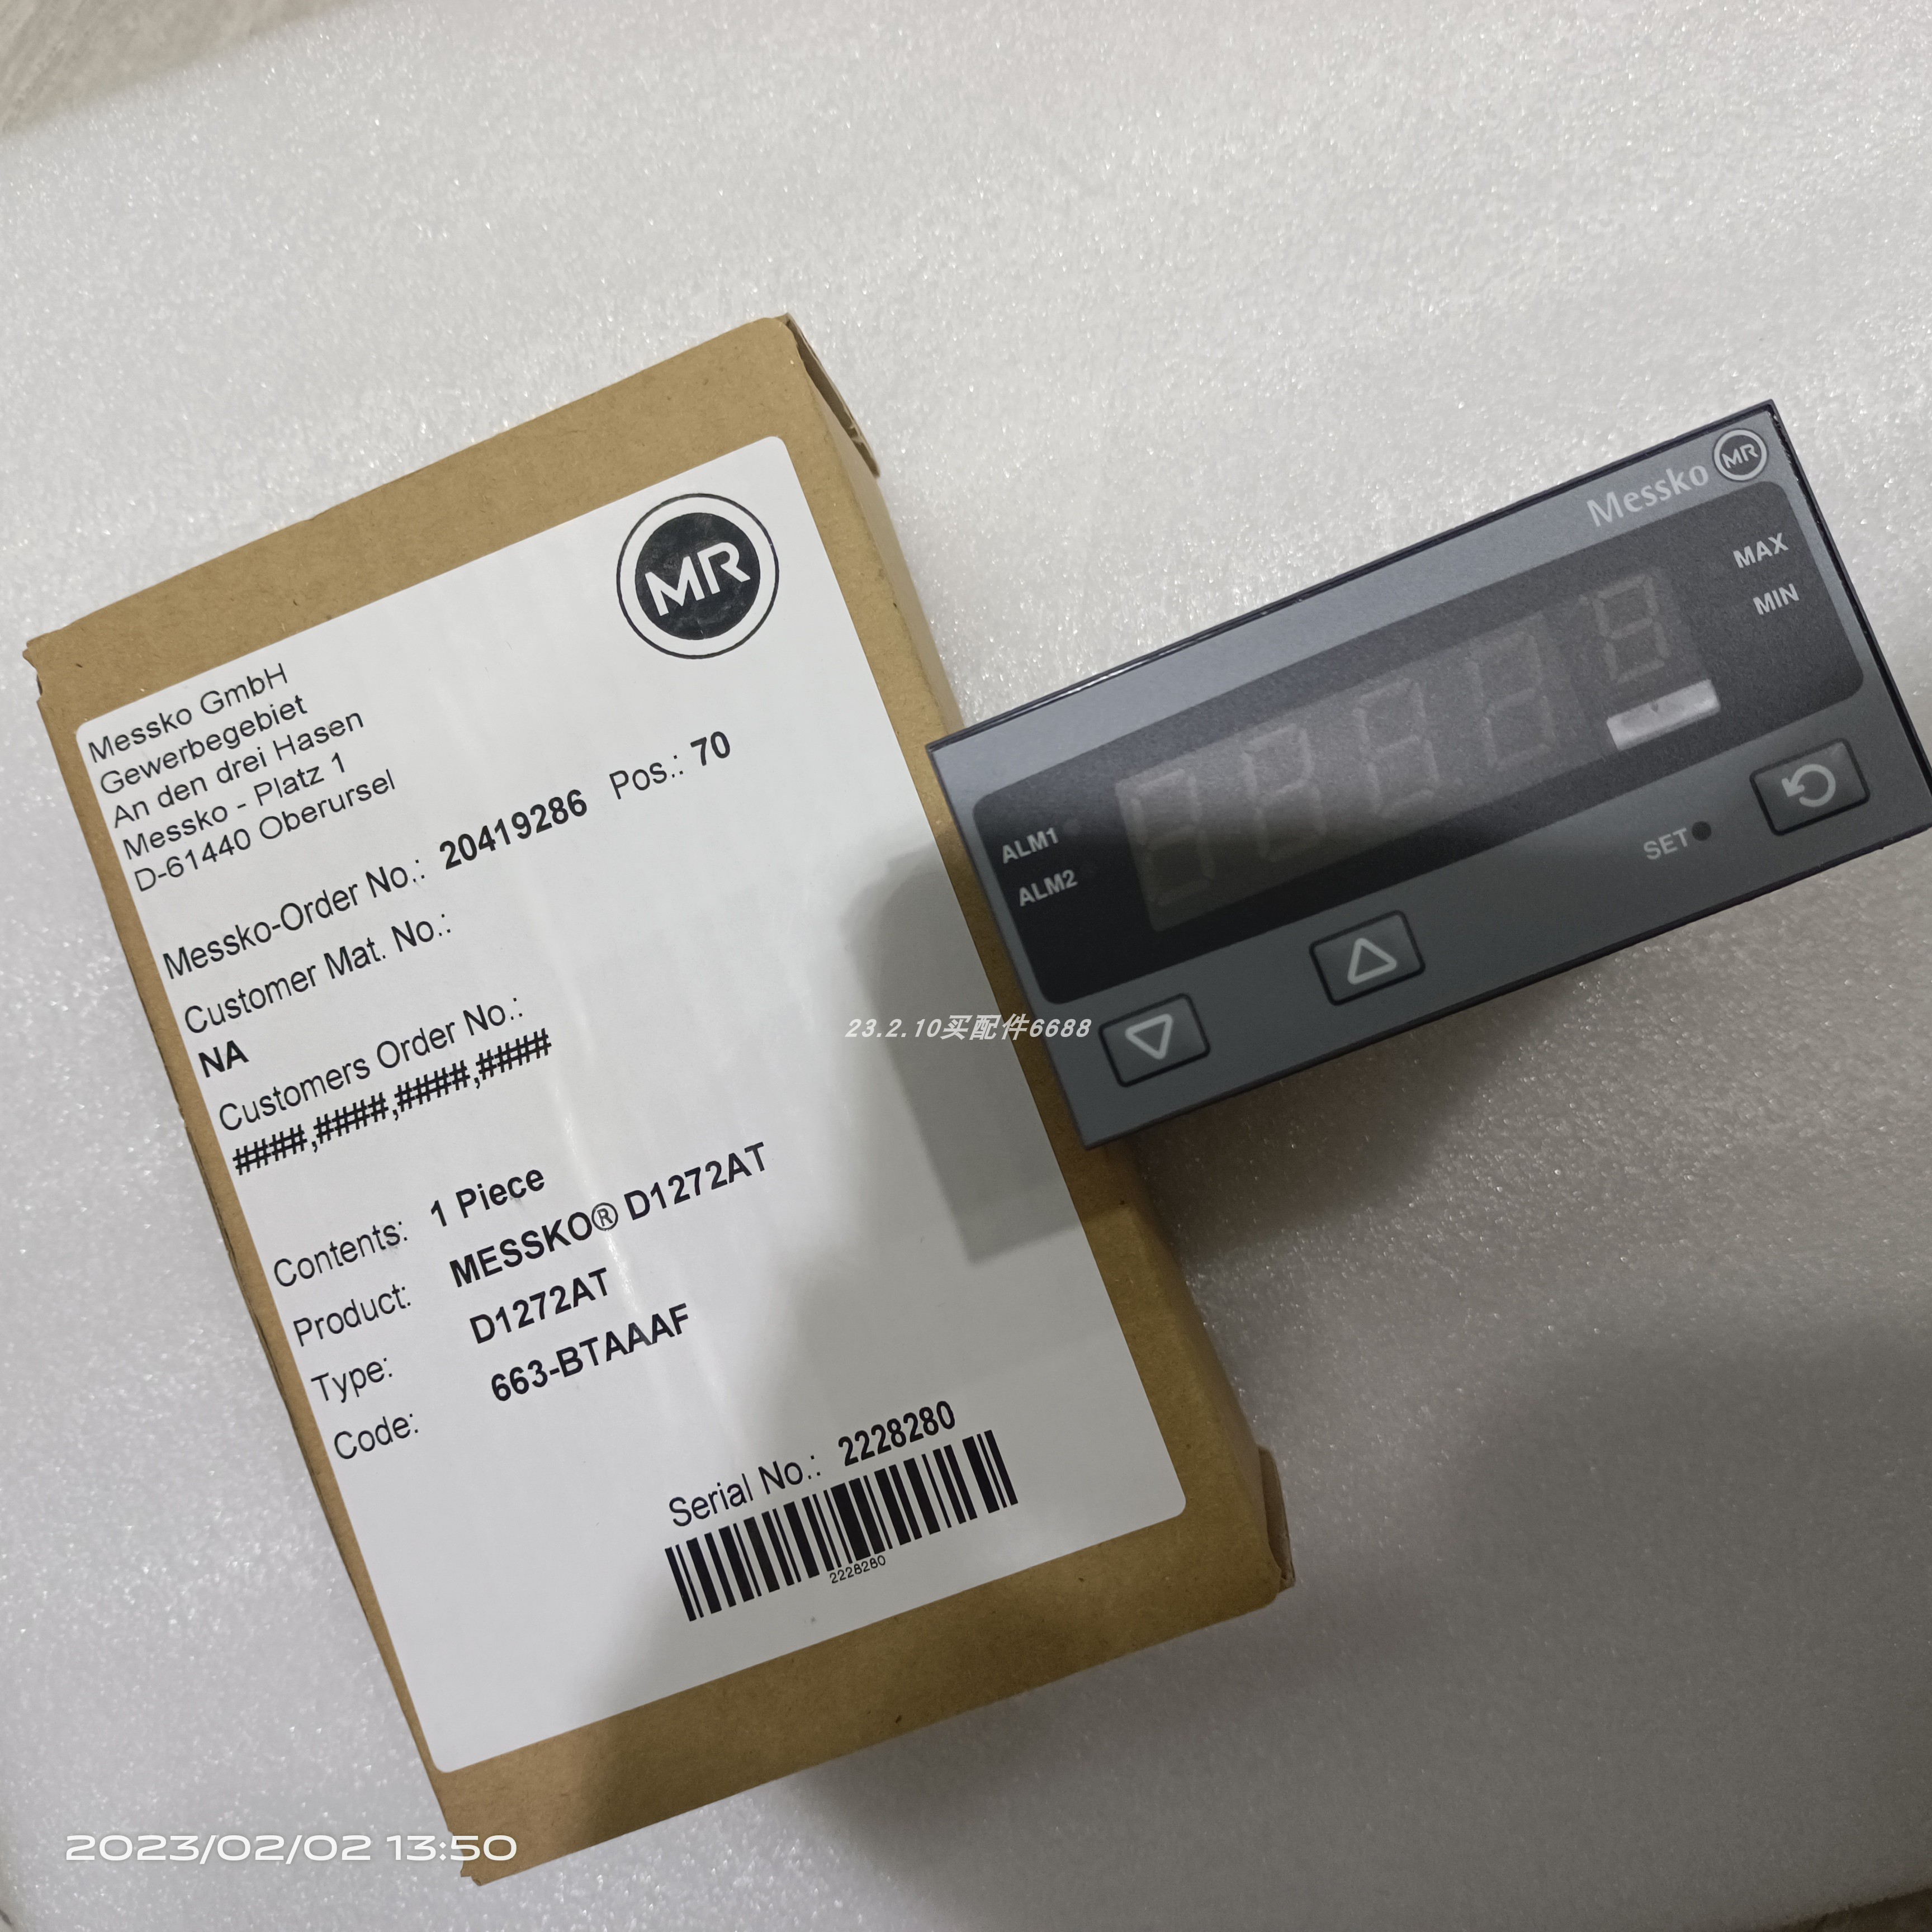 MR
Messko GmbH
Gewerbegebiet
An den drei Hasen
Messko - Platz 1
D-61440 Oberursel
Messko-Order No.: 20419286 Pos.: 70
Customer Mat. No.:
NA
Customers Order No.:
####,####,####,####
Contents: 1 Piece
Product: MESSKO® D1272AT
Type: D1272AT
Code: 663-BTAAAF
Serial No.: 2228280
2228280
Messko MR
MAX
MIN
ALM1
ALM2
SET
23.2.10买配件6688
2023/02/02 13:50